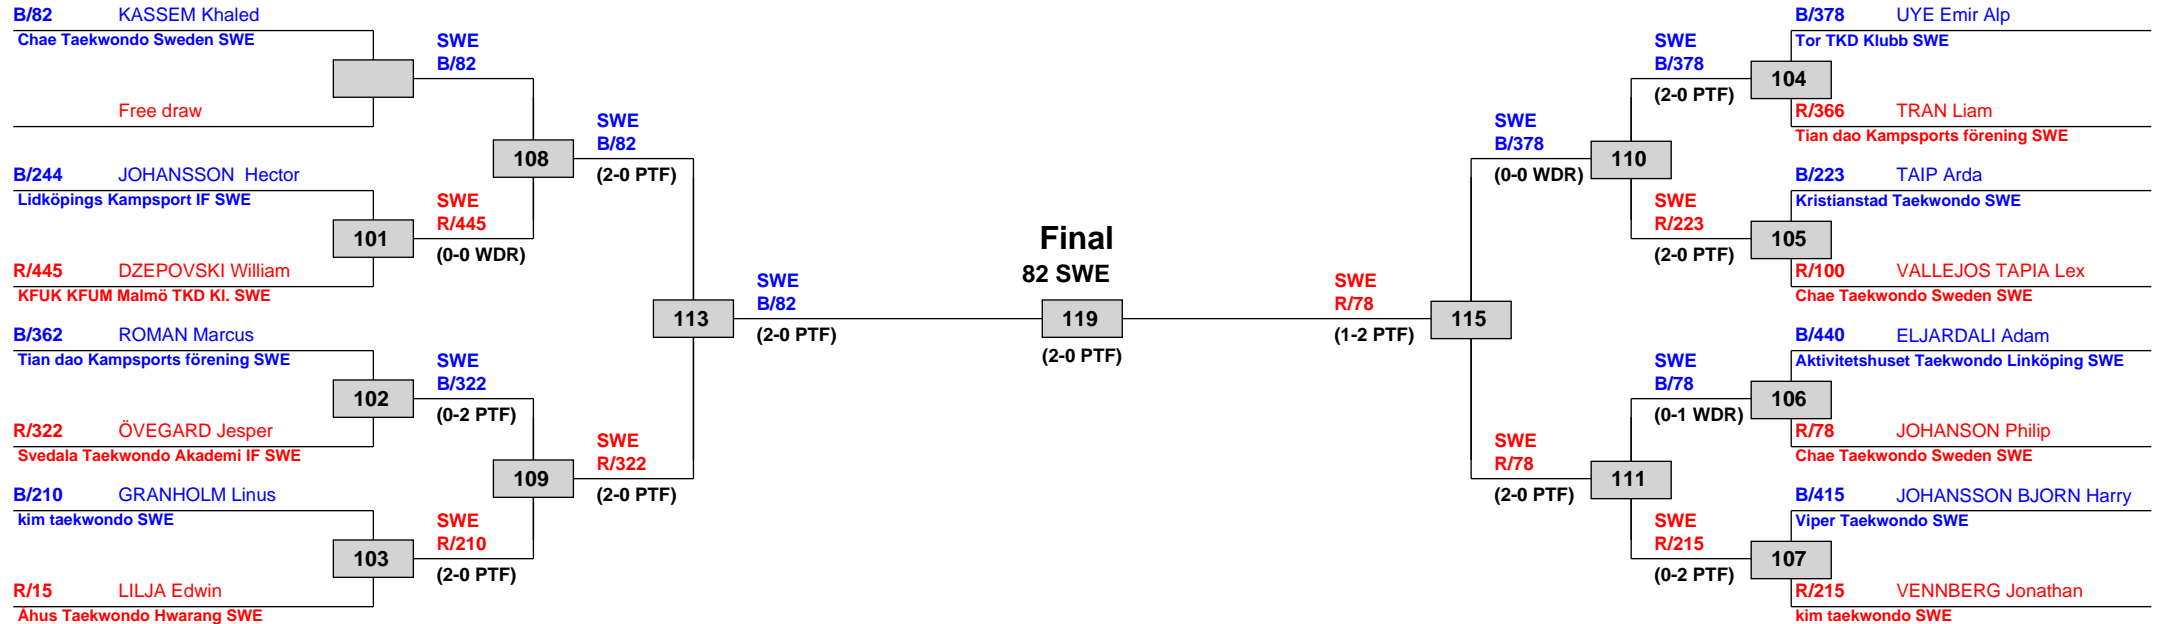 B/82 KASSEM Khaled
Chae Taekwondo Sweden SWE
Free draw
B/244 JOHANSSON  Hector
Lidköpings Kampsport IF SWE
R/445 DZEPOVSKI William
KFUK KFUM Malmö TKD Kl. SWE
B/362 ROMAN Marcus
Tian dao Kampsports förening SWE
R/322 ÖVEGARD Jesper
Svedala Taekwondo Akademi IF SWE
B/210 GRANHOLM Linus
kim taekwondo SWE
R/15 LILJA Edwin
Åhus Taekwondo Hwarang SWE
101
102
103
SWE
B/82
SWE
R/445
(0-0 WDR)
SWE
B/322
(0-2 PTF)
SWE
R/210
(2-0 PTF)
108
109
SWE
B/82
(2-0 PTF)
SWE
R/322
(2-0 PTF)
113
SWE
B/82
(2-0 PTF)
Final
82 SWE
119
(2-0 PTF)
SWE
R/78
(1-2 PTF)
115
SWE
B/378
(0-0 WDR)
SWE
R/78
(2-0 PTF)
110
111
SWE
B/378
(2-0 PTF)
SWE
R/223
(2-0 PTF)
SWE
B/78
(0-1 WDR)
SWE
R/215
(0-2 PTF)
104
105
106
107
B/378 UYE Emir Alp
Tor TKD Klubb SWE
R/366 TRAN Liam
Tian dao Kampsports förening SWE
B/223 TAIP Arda
Kristianstad Taekwondo SWE
R/100 VALLEJOS TAPIA Lex
Chae Taekwondo Sweden SWE
B/440 ELJARDALI Adam
Aktivitetshuset Taekwondo Linköping SWE
R/78 JOHANSON Philip
Chae Taekwondo Sweden SWE
B/415 JOHANSSON BJORN Harry
Viper Taekwondo SWE
R/215 VENNBERG Jonathan
kim taekwondo SWE